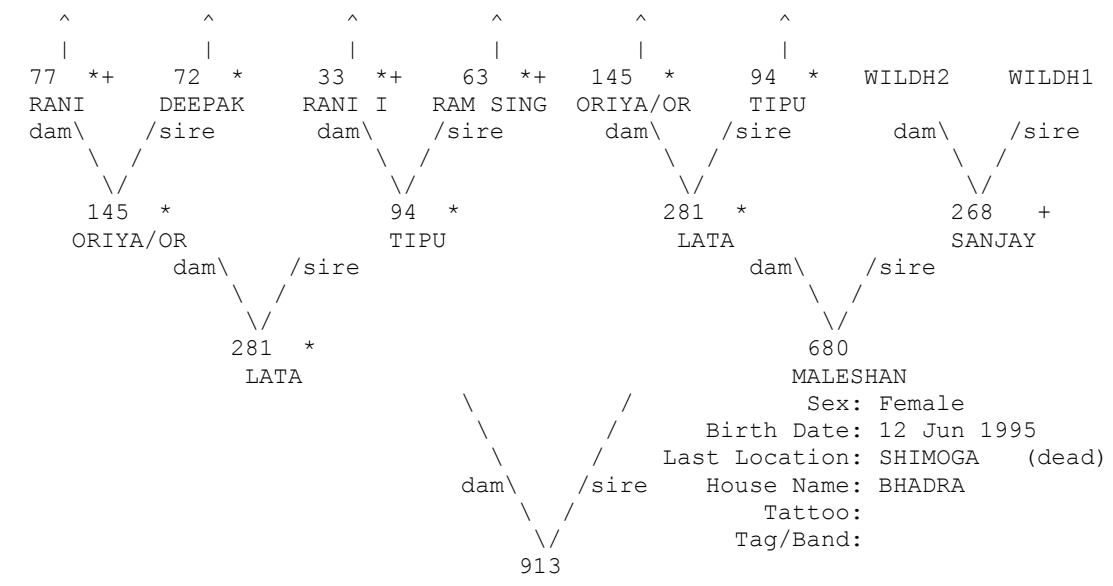 ^ ^ ^ ^ ^ ^
| | | | | |
77 *+ 72 * 33 *+ 63 *+ 145 * 94 * WILDH2 WILDH1
RANI DEEPAK RANI I RAM SING ORIYA/OR TIPU
dam\ /sire dam\ /sire dam\ /sire dam\ /sire
\ / \ / \ / \ /
\/ \/ \/ \/
145 * 94 * 281 * 268 +
ORIYA/OR TIPU LATA SANJAY
dam\ /sire dam\ /sire
\ / \ /
\/ \/
281 * 680
LATA MALESHAN
\ / Sex: Female
\ / Birth Date: 12 Jun 1995
\ / Last Location: SHIMOGA (dead)
dam\ /sire House Name: BHADRA
\ / Tattoo:
\/ Tag/Band:
913